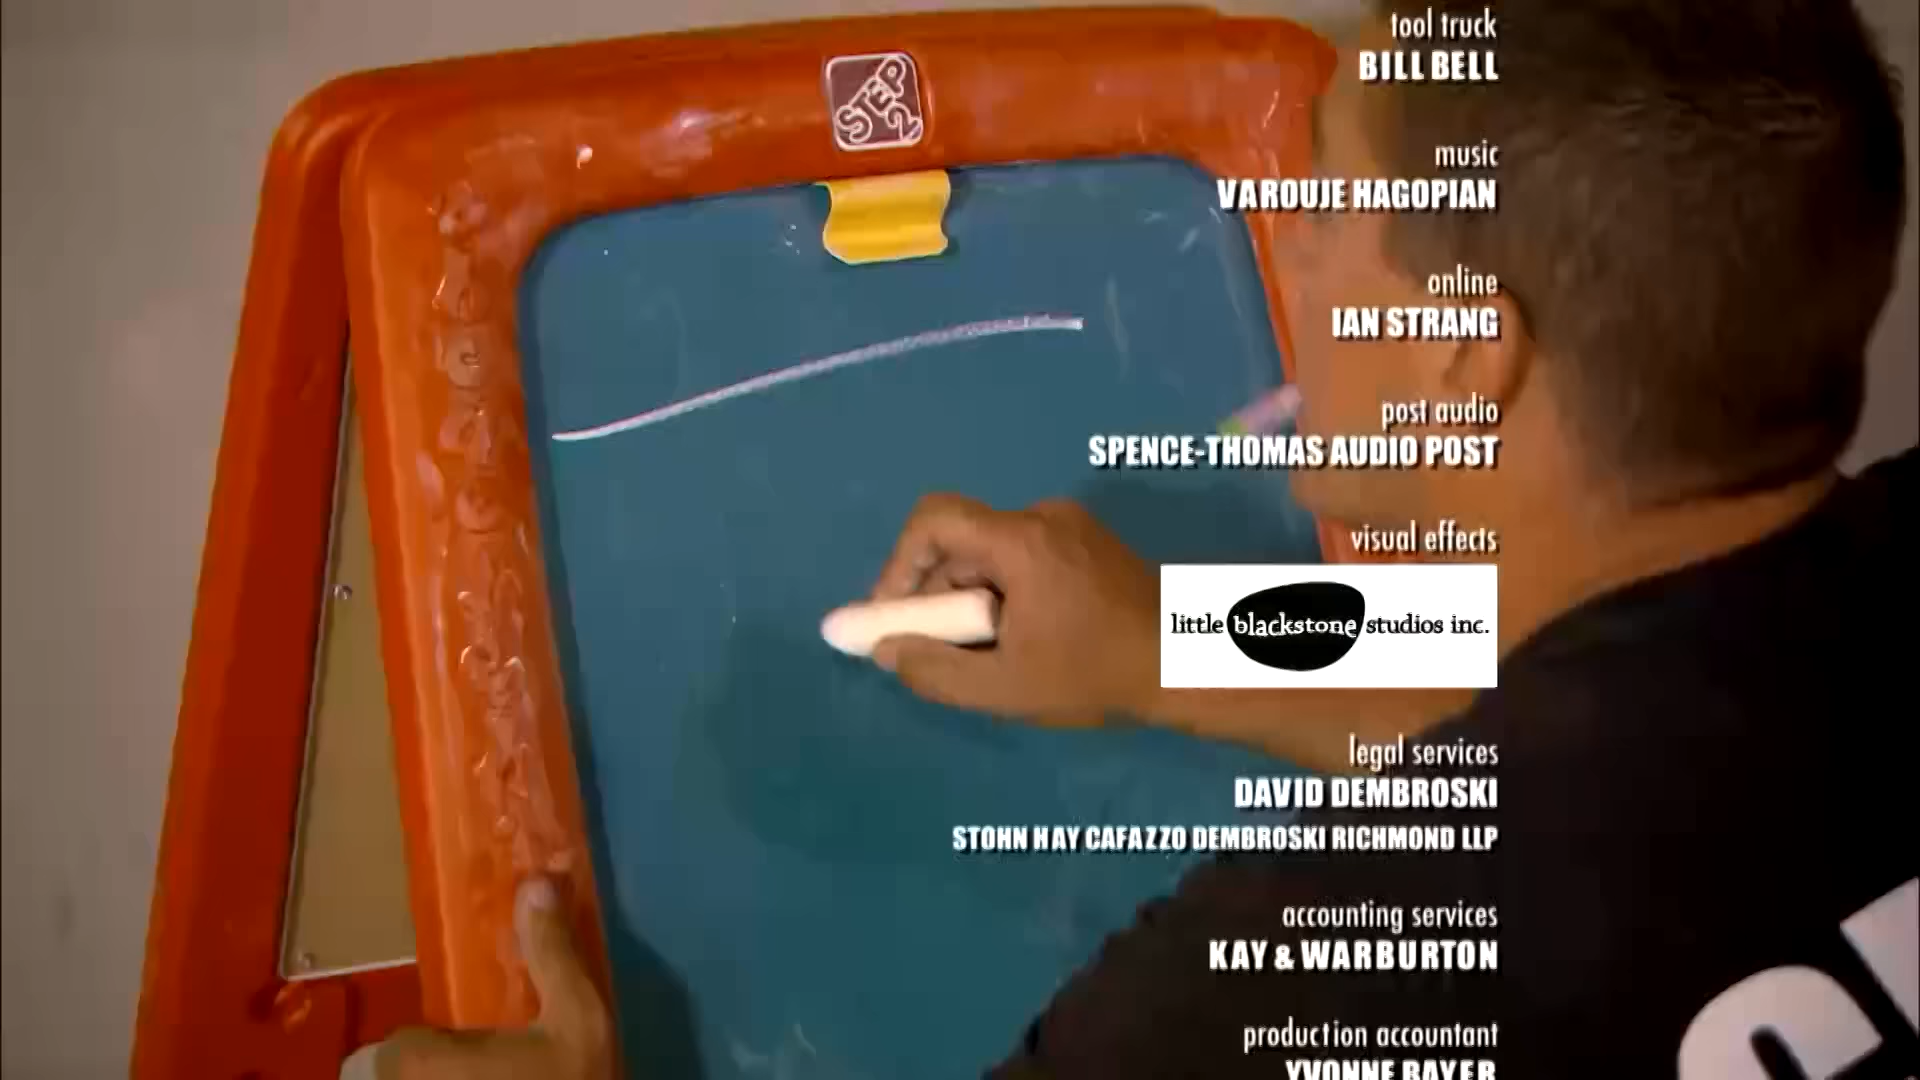 STEP
2
tool truck
BILL BELL
music
VAROUJE HAGOPIAN
online
IAN STRANG
post audio
SPENCE-THOMAS AUDIO POST
visual effects
little blackstone studios inc.
legal services
DAVID DEMBROSKI
STOHN HAY CAFAZZO DEMBROSKI RICHMOND LLP
accounting services
KAY & WARBURTON
production accountant
YVONNE BAYER